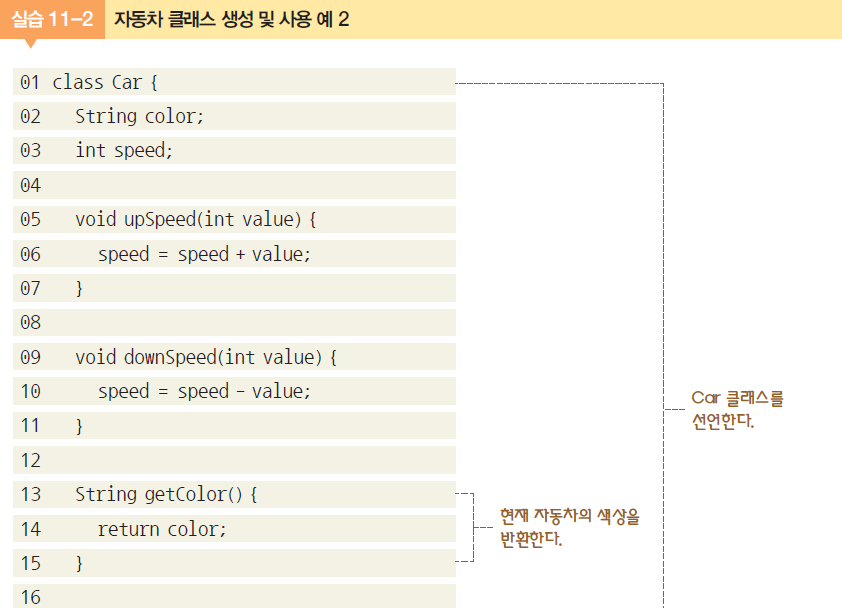 실습 11-2 자동차 클래스 생성 및 사용 예 2
01 class Car {
02 String color;
03 int speed;
04
05 void upSpeed(int value) {
06 speed = speed + value;
07 }
08
09 void downSpeed(int value) {
10 speed = speed - value;
11 }
12
Car 클래스를
선언한다.
13 String getColor() {
14 return color;
15 }
현재 자동차의 색상을
반환한다.
16